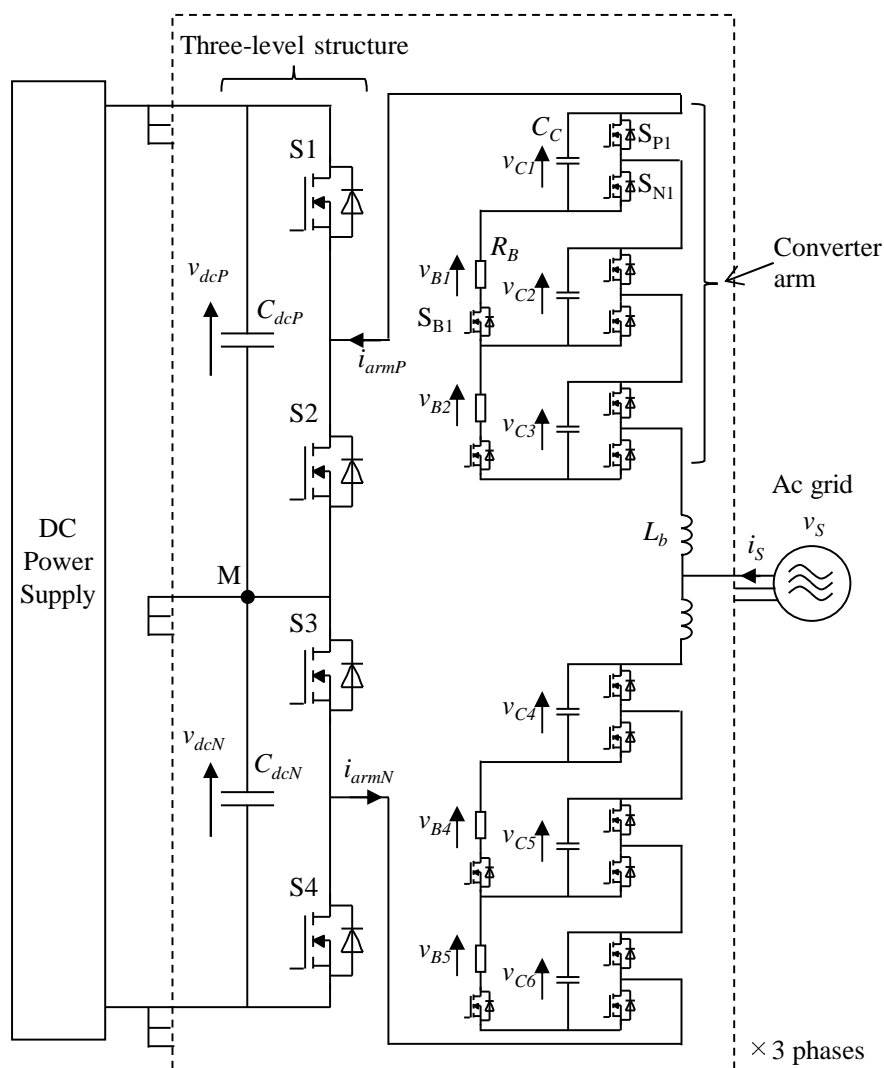 Three-level structure
S1
C_C
S_P1
v_C1
S_N1
R_B
Converter
arm
v_dcP
v_B1
v_C2
C_dcP
S_B1
i_armP
S2
v_B2
v_C3
Ac grid
v_S
DC
Power
Supply
L_b
i_S
M
S3
v_C4
v_dcN
C_dcN
i_armN
v_B4
v_C5
S4
v_B5
v_C6
×3 phases